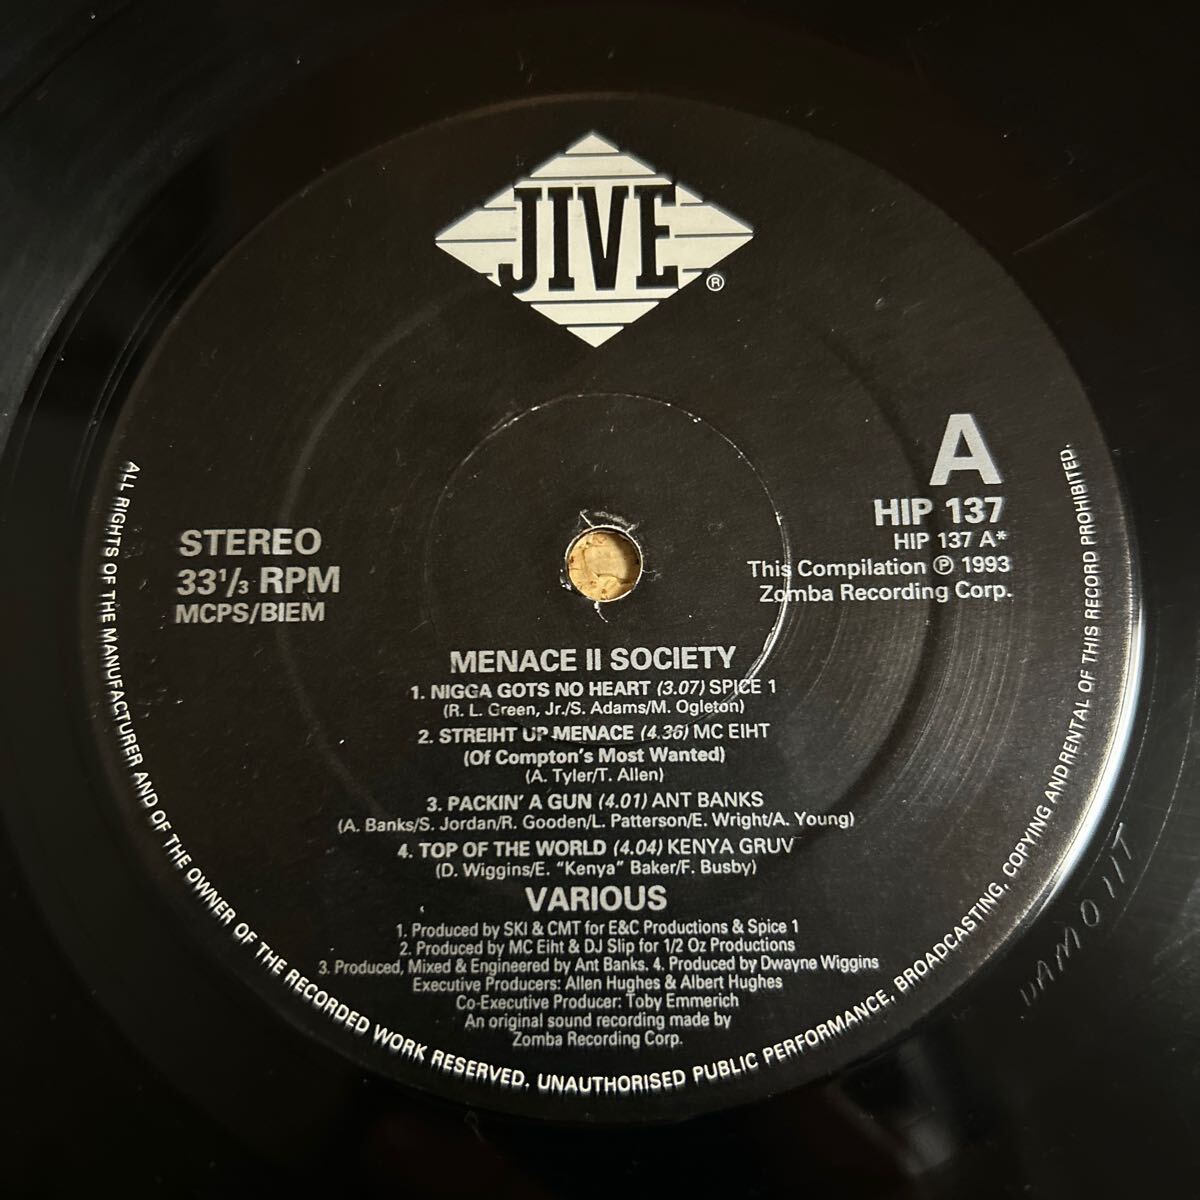 JIVE
®
A
HIP 137
HIP 137 A*
This Compilation ℗ 1993
Zomba Recording Corp.
STEREO
33 1/3 RPM
MCPS/BIEM
MENACE II SOCIETY
1. NIGGA GOTS NO HEART (3.07) SPICE 1
(R. L. Green, Jr./S. Adams/M. Ogleton)
2. STREIHT UP MENACE (4.36) MC EIHT
(Of Compton's Most Wanted)
(A. Tyler/T. Allen)
3. PACKIN' A GUN (4.01) ANT BANKS
(A. Banks/S. Jordan/R. Gooden/L. Patterson/E. Wright/A. Young)
4. TOP OF THE WORLD (4.04) KENYA GRUV
(D. Wiggins/E. "Kenya" Baker/F. Busby)
VARIOUS
1. Produced by SKI & CMT for E&C Productions & Spice 1
2. Produced by MC Eiht & DJ Slip for 1/2 Oz Productions
3. Produced, Mixed & Engineered by Ant Banks. 4. Produced by Dwayne Wiggins
Executive Producers: Allen Hughes & Albert Hughes
Co-Executive Producer: Toby Emmerich
An original sound recording made by
Zomba Recording Corp.
ALL RIGHTS OF THE MANUFACTURER AND OF THE OWNER OF THE RECORDED WORK RESERVED. UNAUTHORISED PUBLIC PERFORMANCE, BROADCASTING, COPYING ANDRENTAL OF THIS RECORD PROHIBITED.